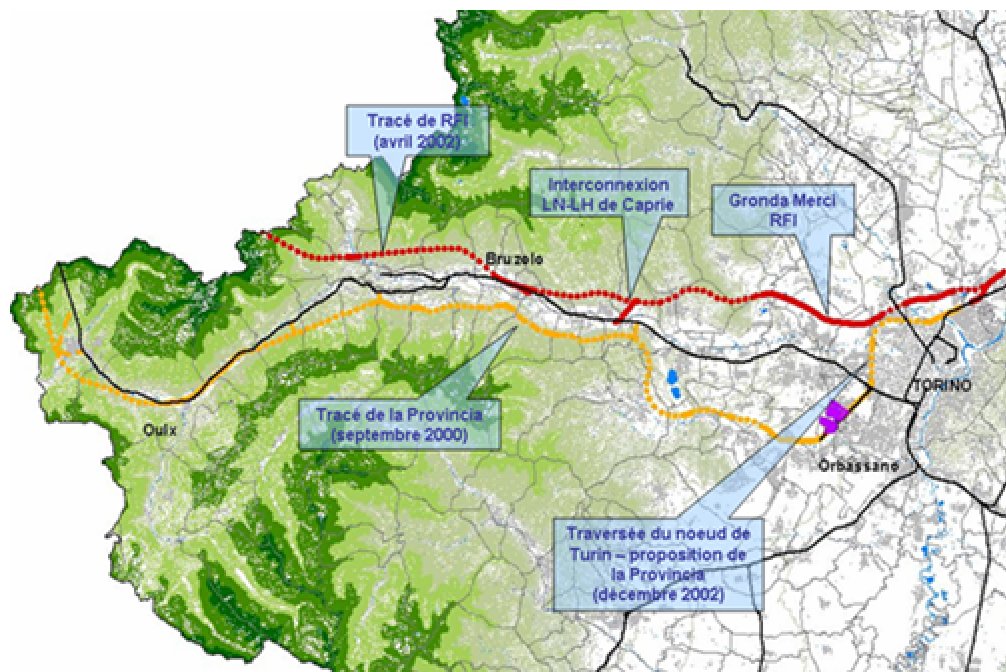 Tracé de RFI
(avril 2002)
Interconnexion
LN-LH de Caprie
Gronda Merci
RFI
Bruzolo
TORINO
Tracé de la Provincia
(septembre 2000)
Oulx
Orbassano
Traversée du noeud de
Turin – proposition de
la Provincia
(décembre 2002)